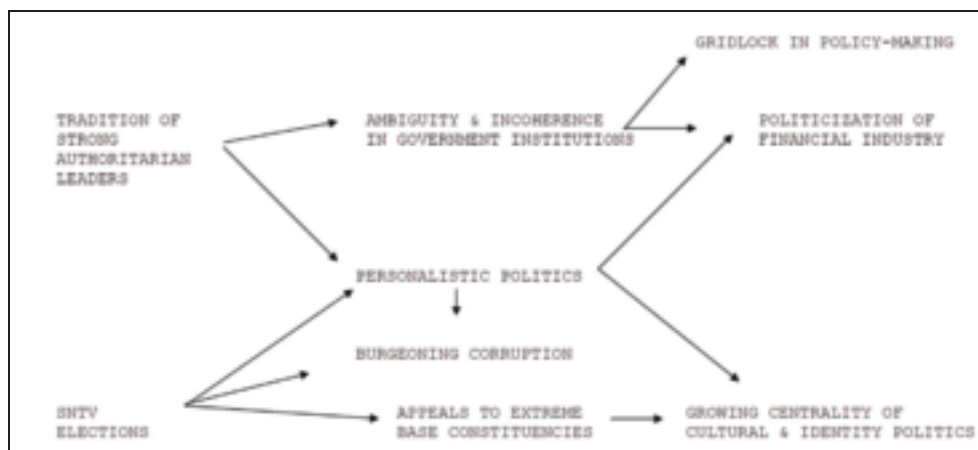 GRIDLOCK IN POLICY-MAKING
TRADITION OF
STRONG
AUTHORITARIAN
LEADERS
AMBIGUITY & INCOHERENCE
IN GOVERNMENT INSTITUTIONS
POLITICIZATION OF
FINANCIAL INDUSTRY
PERSONALISTIC POLITICS
BURGEONING CORRUPTION
SNTV
ELECTIONS
APPEALS TO EXTREME
BASE CONSTITUENCIES
GROWING CENTRALITY OF
CULTURAL & IDENTITY POLITICS